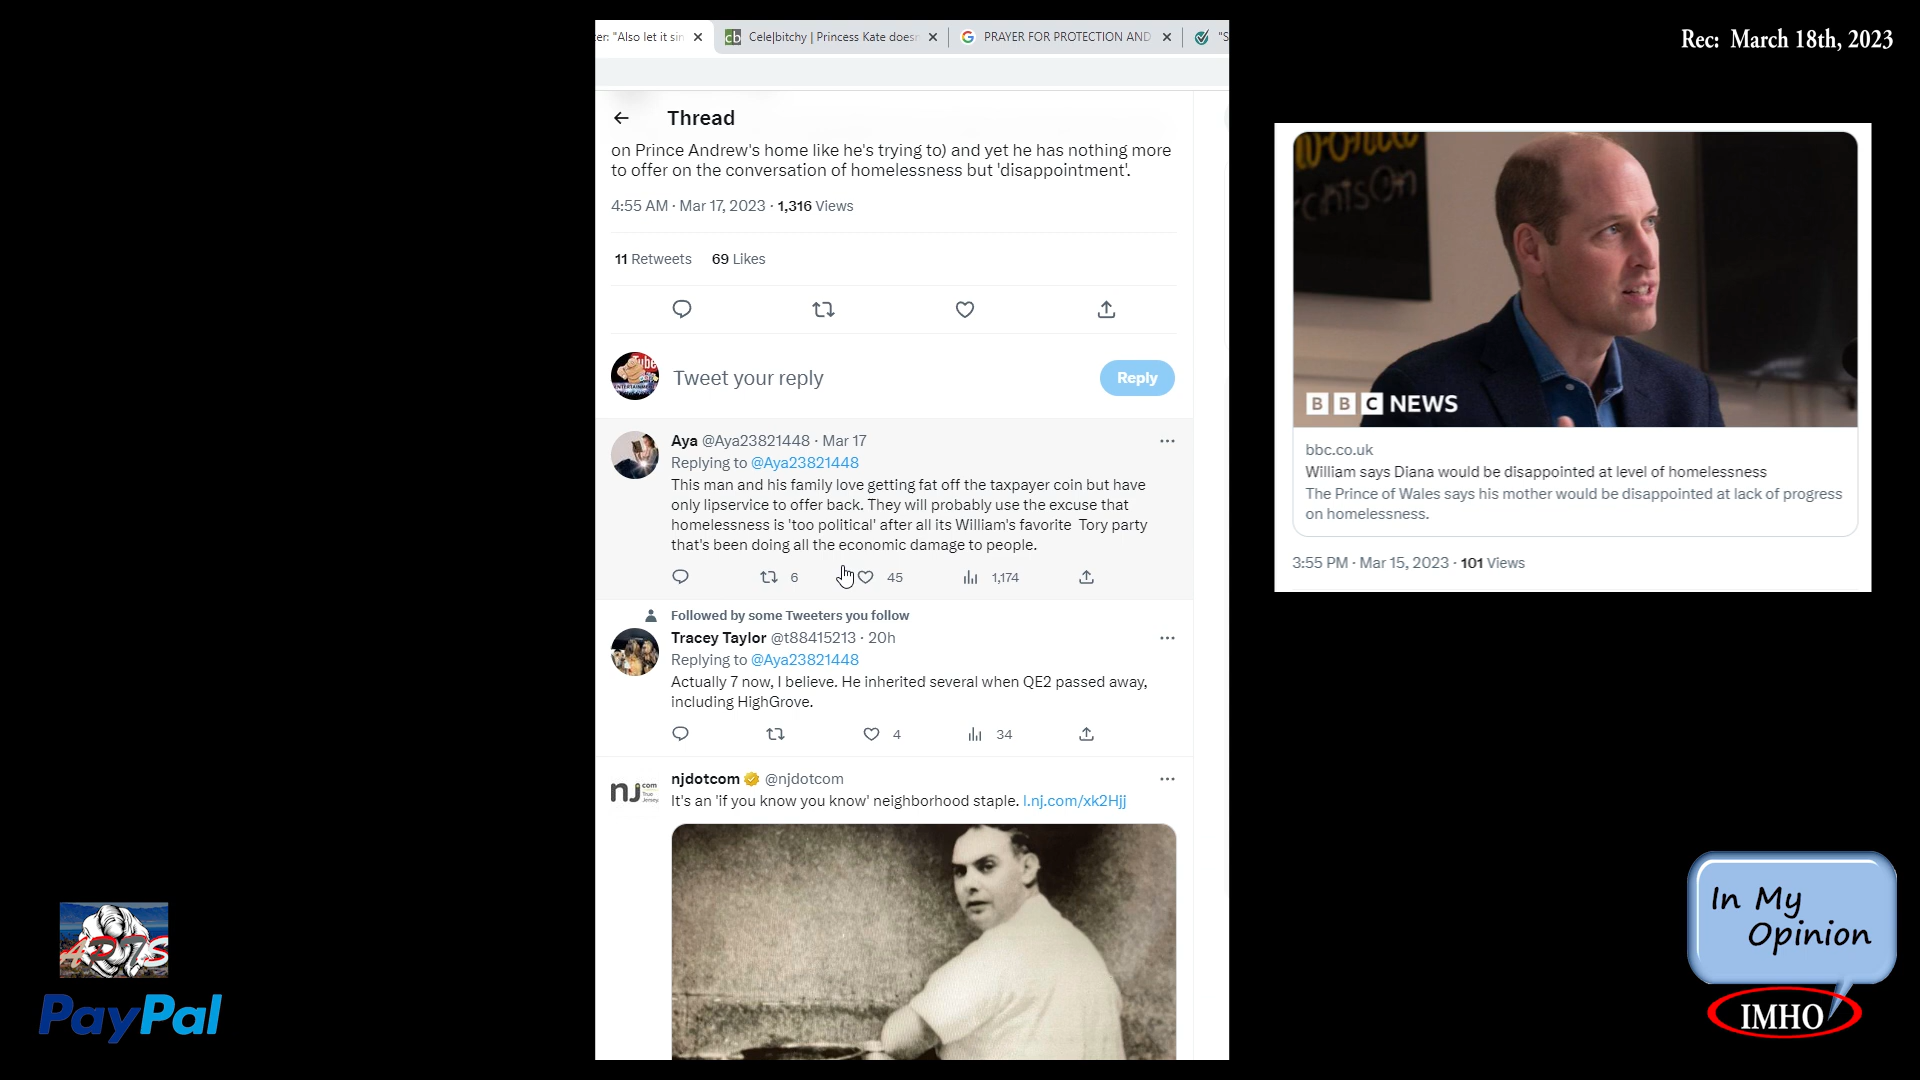 er: "Also let it sin
Cele|bitchy | Princess Kate doesn
PRAYER FOR PROTECTION AND
"S
Rec: March 18th, 2023
Thread
on Prince Andrew's home like he's trying to) and yet he has nothing more
to offer on the conversation of homelessness but 'disappointment'.
4:55 AM · Mar 17, 2023 · 1,316 Views
11 Retweets 69 Likes
Tweet your reply
Reply
Aya @Aya23821448 · Mar 17
Replying to @Aya23821448
This man and his family love getting fat off the taxpayer coin but have
only lipservice to offer back. They will probably use the excuse that
homelessness is 'too political' after all its William's favorite Tory party
that's been doing all the economic damage to people.
6 45 1,174
Followed by some Tweeters you follow
Tracey Taylor @t88415213 · 20h
Replying to @Aya23821448
Actually 7 now, I believe. He inherited several when QE2 passed away,
including HighGrove.
4 34
njdotcom @njdotcom
nj.com
True
Jersey.
It's an 'if you know you know' neighborhood staple. l.nj.com/xk2Hjj
BBC NEWS
bbc.co.uk
William says Diana would be disappointed at level of homelessness
The Prince of Wales says his mother would be disappointed at lack of progress
on homelessness.
3:55 PM · Mar 15, 2023 · 101 Views
PayPal
In My
Opinion
IMHO